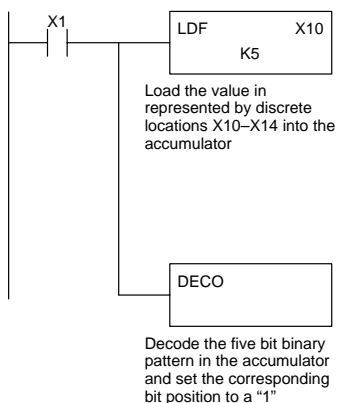 X1
LDF X10
K5
Load the value in
represented by discrete
locations X10–X14 into the
accumulator
DECO
Decode the five bit binary
pattern in the accumulator
and set the corresponding
bit position to a “1”